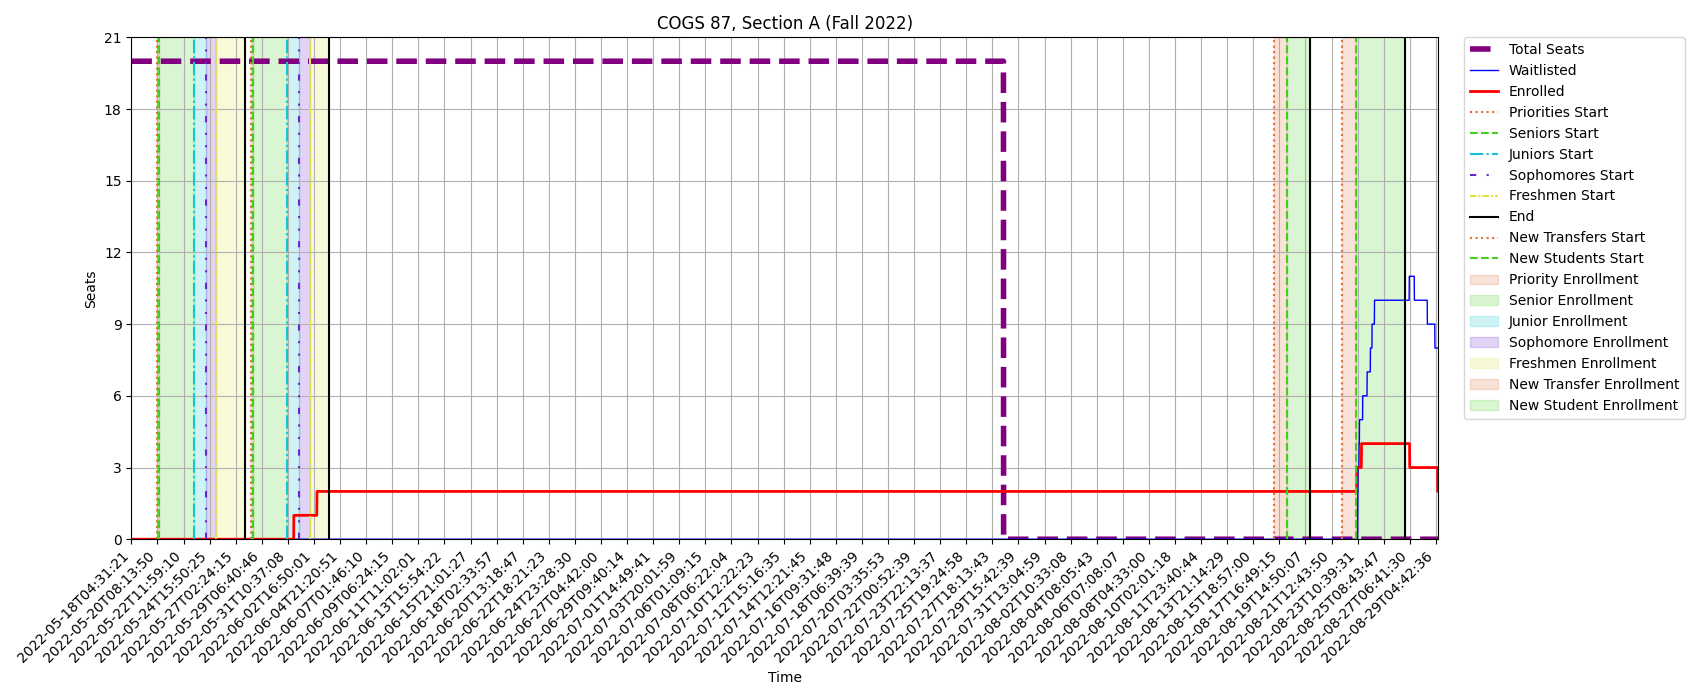 COGS 87, Section A (Fall 2022)
21
18
15
12
9
6
3
0
Seats
2022-05-18T04:31:21
2022-05-20T08:13:50
2022-05-22T11:59:10
2022-05-24T15:50:25
2022-05-27T02:24:15
2022-05-29T06:40:46
2022-05-31T10:37:08
2022-06-02T16:50:01
2022-06-04T21:20:51
2022-06-07T01:46:10
2022-06-09T06:24:15
2022-06-11T11:02:01
2022-06-13T15:54:22
2022-06-15T21:01:27
2022-06-18T02:33:57
2022-06-20T13:18:47
2022-06-22T18:21:23
2022-06-24T23:28:30
2022-06-27T04:42:00
2022-06-29T09:40:14
2022-07-01T14:49:41
2022-07-03T20:01:59
2022-07-06T01:09:15
2022-07-08T06:22:04
2022-07-10T12:22:23
2022-07-12T15:16:35
2022-07-14T12:21:45
2022-07-16T09:31:48
2022-07-18T06:39:39
2022-07-20T03:35:53
2022-07-22T00:52:39
2022-07-23T22:13:37
2022-07-25T19:24:58
2022-07-27T18:13:43
2022-07-29T15:42:39
2022-07-31T13:04:59
2022-08-02T10:33:08
2022-08-04T08:05:43
2022-08-06T07:08:07
2022-08-08T04:33:00
2022-08-10T02:01:18
2022-08-11T23:40:44
2022-08-13T21:14:29
2022-08-15T18:57:00
2022-08-17T16:49:15
2022-08-19T14:50:07
2022-08-21T12:43:50
2022-08-23T10:39:31
2022-08-25T08:43:47
2022-08-27T06:41:30
2022-08-29T04:42:36
Time
Total Seats
Waitlisted
Enrolled
Priorities Start
Seniors Start
Juniors Start
Sophomores Start
Freshmen Start
End
New Transfers Start
New Students Start
Priority Enrollment
Senior Enrollment
Junior Enrollment
Sophomore Enrollment
Freshmen Enrollment
New Transfer Enrollment
New Student Enrollment